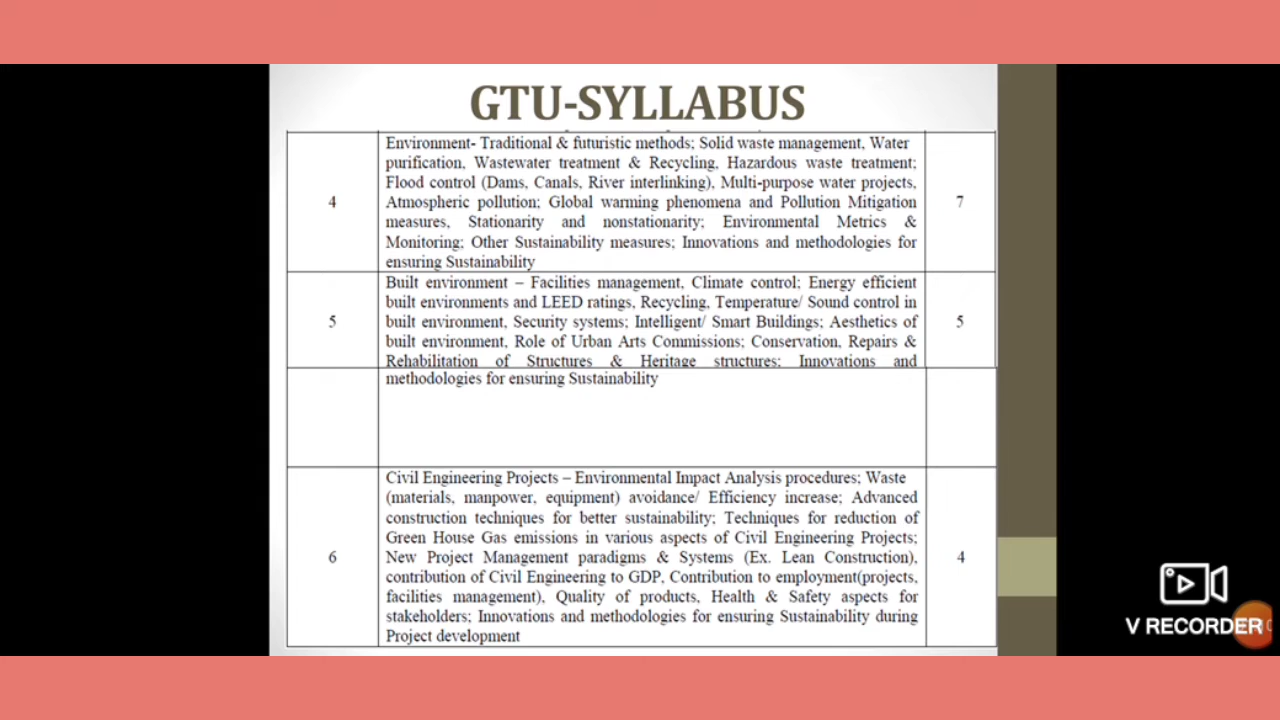 GTU-SYLLABUS
Environment- Traditional & futuristic methods; Solid waste management, Water
purification, Wastewater treatment & Recycling, Hazardous waste treatment;
Flood control (Dams, Canals, River interlinking), Multi-purpose water projects,
4
Atmospheric pollution; Global warming phenomena and Pollution Mitigation
7
measures, Stationarity and nonstationarity; Environmental Metrics &
Monitoring; Other Sustainability measures; Innovations and methodologies for
ensuring Sustainability
Built environment – Facilities management, Climate control; Energy efficient
built environments and LEED ratings, Recycling, Temperature/ Sound control in
5
built environment, Security systems; Intelligent/ Smart Buildings; Aesthetics of
5
built environment, Role of Urban Arts Commissions; Conservation, Repairs &
Rehabilitation of Structures & Heritage structures; Innovations and
methodologies for ensuring Sustainability
Civil Engineering Projects – Environmental Impact Analysis procedures; Waste
(materials, manpower, equipment) avoidance/ Efficiency increase; Advanced
construction techniques for better sustainability; Techniques for reduction of
Green House Gas emissions in various aspects of Civil Engineering Projects;
6
New Project Management paradigms & Systems (Ex. Lean Construction),
4
contribution of Civil Engineering to GDP, Contribution to employment(projects,
facilities management), Quality of products, Health & Safety aspects for
stakeholders; Innovations and methodologies for ensuring Sustainability during
Project development
V RECORDER